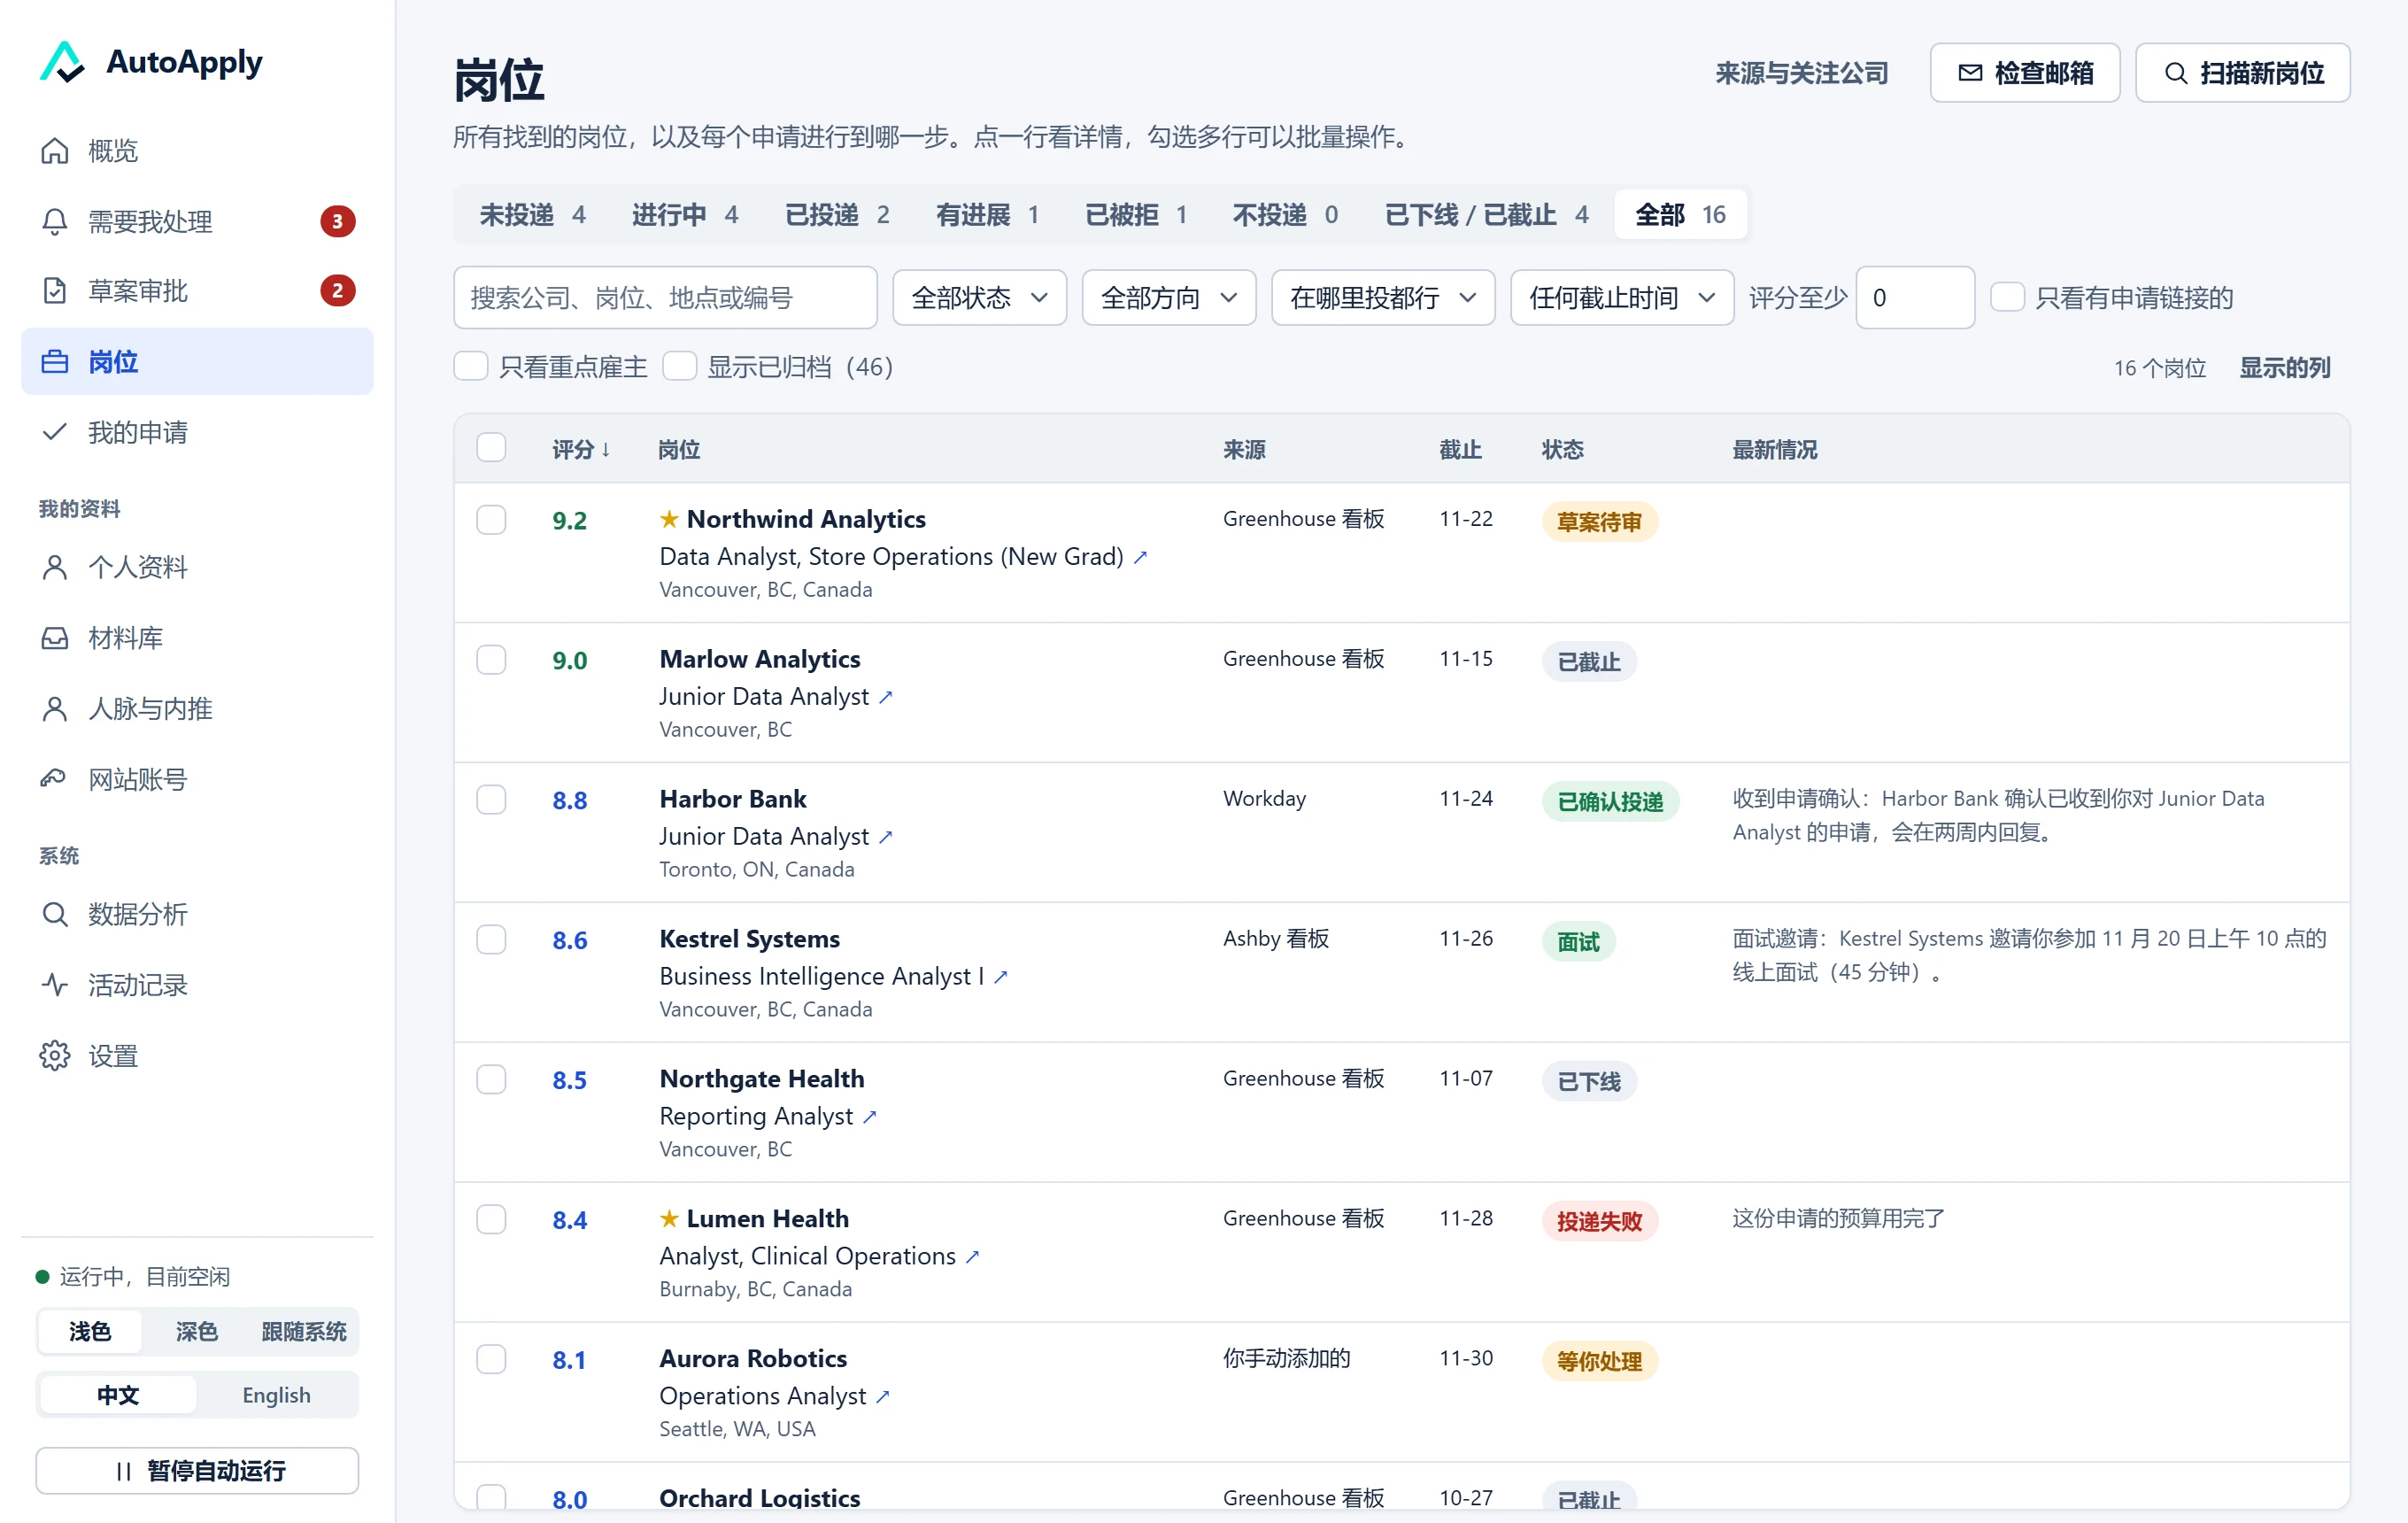 AutoApply
概览
需要我处理 3
草案审批 2
岗位
我的申请
我的资料
个人资料
材料库
人脉与内推
网站账号
系统
数据分析
活动记录
设置
运行中，目前空闲
浅色 深色 跟随系统
中文 English
暂停自动运行
岗位
来源与关注公司 检查邮箱 扫描新岗位
所有找到的岗位，以及每个申请进行到哪一步。点一行看详情，勾选多行可以批量操作。
未投递 4 进行中 4 已投递 2 有进展 1 已被拒 1 不投递 0 已下线 / 已截止 4 全部 16
搜索公司、岗位、地点或编号 全部状态 全部方向 在哪里投都行 任何截止时间 评分至少 0 只看有申请链接的
只看重点雇主 显示已归档（46） 16 个岗位 显示的列
评分 ↓ 岗位 来源 截止 状态 最新情况
9.2 ★ Northwind Analytics Greenhouse 看板 11-22 草案待审
Data Analyst, Store Operations (New Grad) ↗
Vancouver, BC, Canada
9.0 Marlow Analytics Greenhouse 看板 11-15 已截止
Junior Data Analyst ↗
Vancouver, BC
8.8 Harbor Bank Workday 11-24 已确认投递 收到申请确认：Harbor Bank 确认已收到你对 Junior Data
Junior Data Analyst ↗ Analyst 的申请，会在两周内回复。
Toronto, ON, Canada
8.6 Kestrel Systems Ashby 看板 11-26 面试 面试邀请：Kestrel Systems 邀请你参加 11 月 20 日上午 10 点的
Business Intelligence Analyst I ↗ 线上面试（45 分钟）。
Vancouver, BC, Canada
8.5 Northgate Health Greenhouse 看板 11-07 已下线
Reporting Analyst ↗
Vancouver, BC
8.4 ★ Lumen Health Greenhouse 看板 11-28 投递失败 这份申请的预算用完了
Analyst, Clinical Operations ↗
Burnaby, BC, Canada
8.1 Aurora Robotics 你手动添加的 11-30 等你处理
Operations Analyst ↗
Seattle, WA, USA
8.0 Orchard Logistics Greenhouse 看板 10-27 已截止